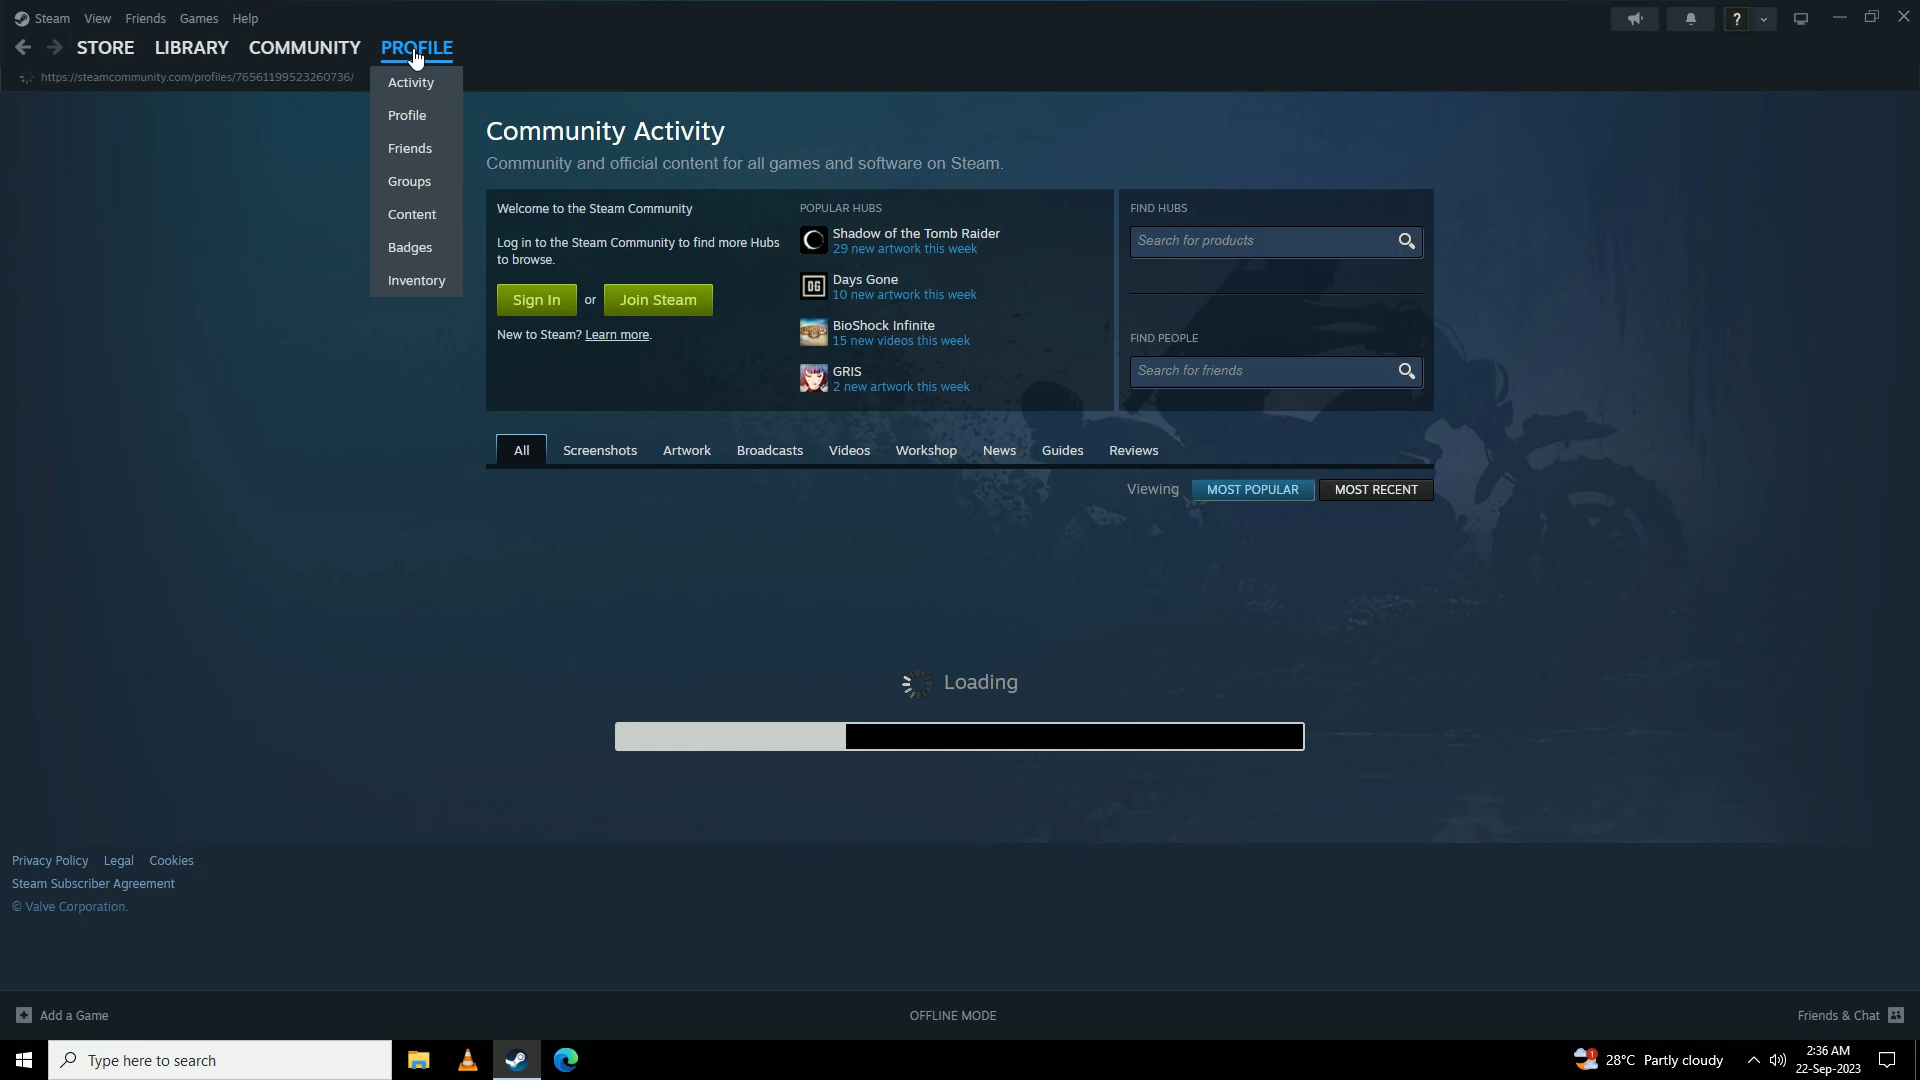 Steam View Friends Games Help
?
STORE LIBRARY COMMUNITY PROFILE
https://steamcommunity.com/profiles/76561199523260736/
Activity
Profile
Friends
Groups
Content
Badges
Inventory
Community Activity
Community and official content for all games and software on Steam.
Welcome to the Steam Community
Log in to the Steam Community to find more Hubs
to browse.
Sign In or Join Steam
New to Steam? Learn more.
POPULAR HUBS
Shadow of the Tomb Raider
29 new artwork this week
DG
Days Gone
10 new artwork this week
BioShock Infinite
15 new videos this week
GRIS
2 new artwork this week
FIND HUBS
Search for products
FIND PEOPLE
Search for friends
All Screenshots Artwork Broadcasts Videos Workshop News Guides Reviews
Viewing MOST POPULAR MOST RECENT
Loading
Privacy Policy Legal Cookies
Steam Subscriber Agreement
© Valve Corporation.
Add a Game OFFLINE MODE Friends & Chat
Type here to search
1
28°C Partly cloudy
2:36 AM
22-Sep-2023